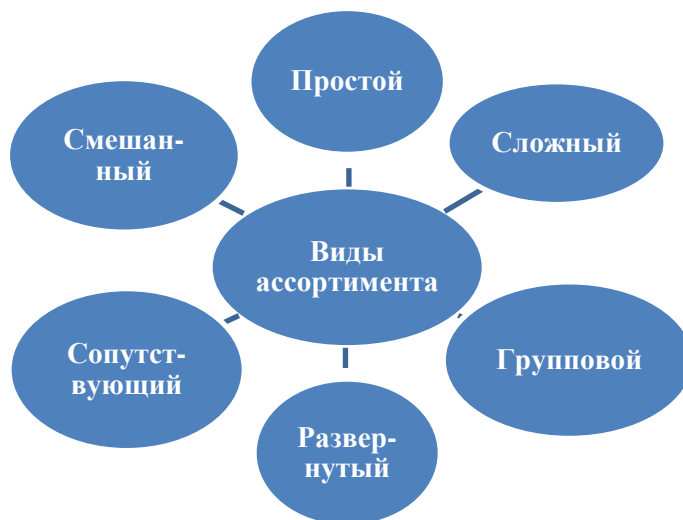 Простой
Сложный
Смешан-
ный
Виды
ассортимента
Сопутст-
вующий
Групповой
Развер-
нутый